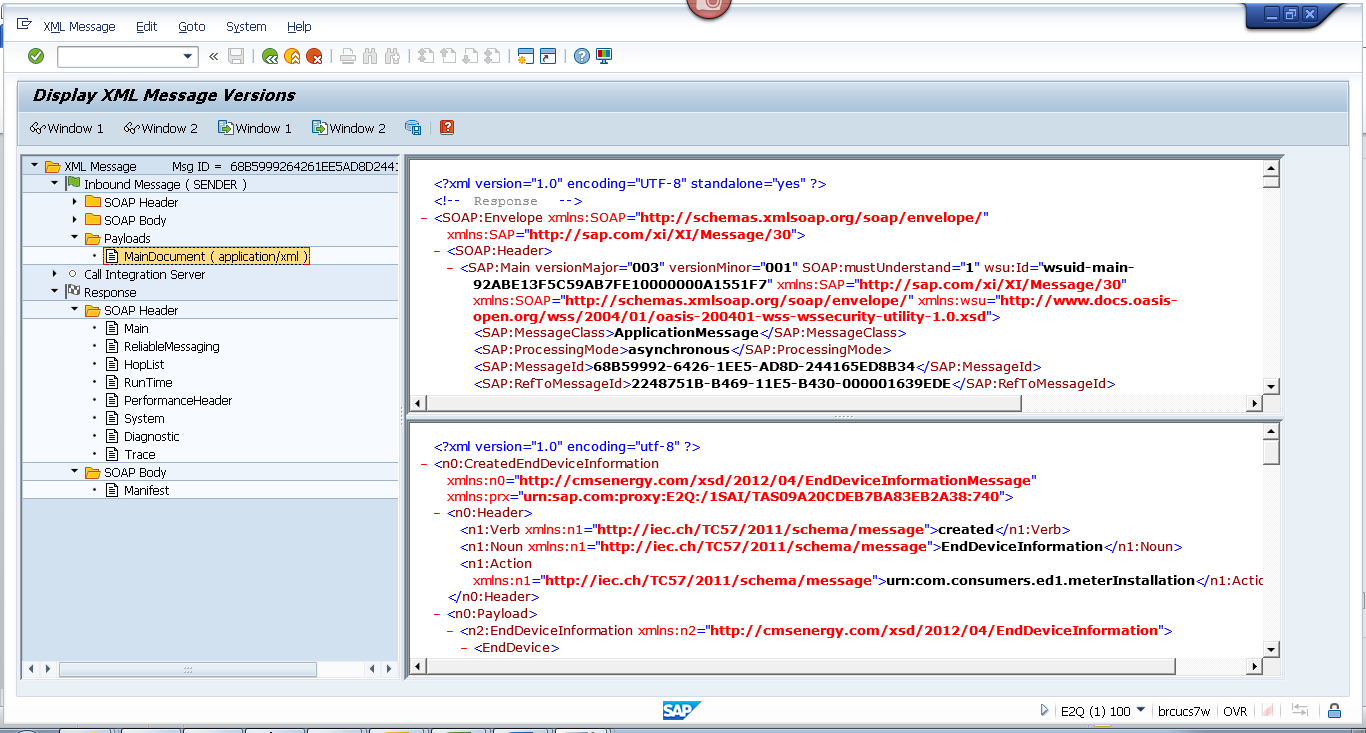 XML Message Edit Goto System Help
Display XML Message Versions
Window 1 Window 2 Window 1 Window 2
XML Message Msg ID = 68B5999264261EE5AD8D2441
Inbound Message ( SENDER )
SOAP Header
SOAP Body
Payloads
MainDocument ( application/xml )
Call Integration Server
Response
SOAP Header
Main
ReliableMessaging
HopList
RunTime
PerformanceHeader
System
Diagnostic
Trace
SOAP Body
Manifest
<?xml version="1.0" encoding="UTF-8" standalone="yes" ?>
<!-- Response -->
- <SOAP:Envelope xmlns:SOAP="http://schemas.xmlsoap.org/soap/envelope/"
xmlns:SAP="http://sap.com/xi/XI/Message/30">
- <SOAP:Header>
- <SAP:Main versionMajor="003" versionMinor="001" SOAP:mustUnderstand="1" wsu:Id="wsuid-main-
92ABE13F5C59AB7FE10000000A1551F7" xmlns:SAP="http://sap.com/xi/XI/Message/30"
xmlns:SOAP="http://schemas.xmlsoap.org/soap/envelope/" xmlns:wsu="http://www.docs.oasis-
open.org/wss/2004/01/oasis-200401-wss-wssecurity-utility-1.0.xsd">
<SAP:MessageClass>ApplicationMessage</SAP:MessageClass>
<SAP:ProcessingMode>asynchronous</SAP:ProcessingMode>
<SAP:MessageId>68B59992-6426-1EE5-AD8D-244165ED8B34</SAP:MessageId>
<SAP:RefToMessageId>2248751B-B469-11E5-B430-000001639EDE</SAP:RefToMessageId>
<?xml version="1.0" encoding="utf-8" ?>
- <n0:CreatedEndDeviceInformation
xmlns:n0="http://cmsenergy.com/xsd/2012/04/EndDeviceInformationMessage"
xmlns:prx="urn:sap.com:proxy:E2Q:/1SAI/TAS09A20CDEB7BA83EB2A38:740">
- <n0:Header>
<n1:Verb xmlns:n1="http://iec.ch/TC57/2011/schema/message">created</n1:Verb>
<n1:Noun xmlns:n1="http://iec.ch/TC57/2011/schema/message">EndDeviceInformation</n1:Noun>
<n1:Action
xmlns:n1="http://iec.ch/TC57/2011/schema/message">urn:com.consumers.ed1.meterInstallation</n1:Actic
</n0:Header>
- <n0:Payload>
- <n2:EndDeviceInformation xmlns:n2="http://cmsenergy.com/xsd/2012/04/EndDeviceInformation">
- <EndDevice>
SAP
E2Q (1) 100 brcucs7w OVR